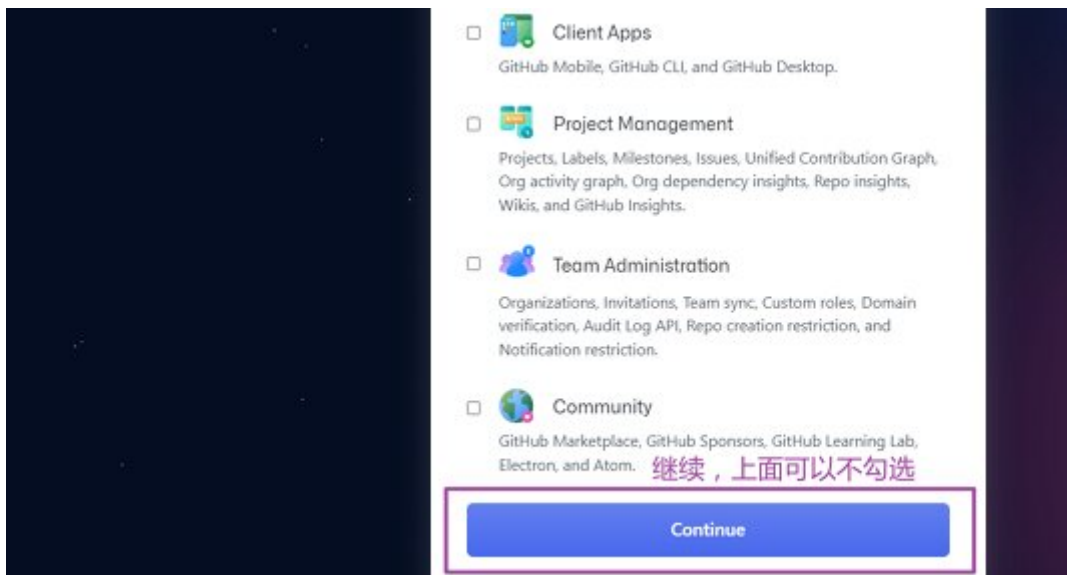 Client Apps
GitHub Mobile, GitHub CLI, and GitHub Desktop.
Project Management
Projects, Labels, Milestones, Issues, Unified Contribution Graph,
Org activity graph, Org dependency insights, Repo insights,
Wikis, and GitHub Insights.
Team Administration
Organizations, Invitations, Team sync, Custom roles, Domain
verification, Audit Log API, Repo creation restriction, and
Notification restriction.
Community
GitHub Marketplace, GitHub Sponsors, GitHub Learning Lab,
Electron, and Atom. 继续，上面可以不勾选
Continue